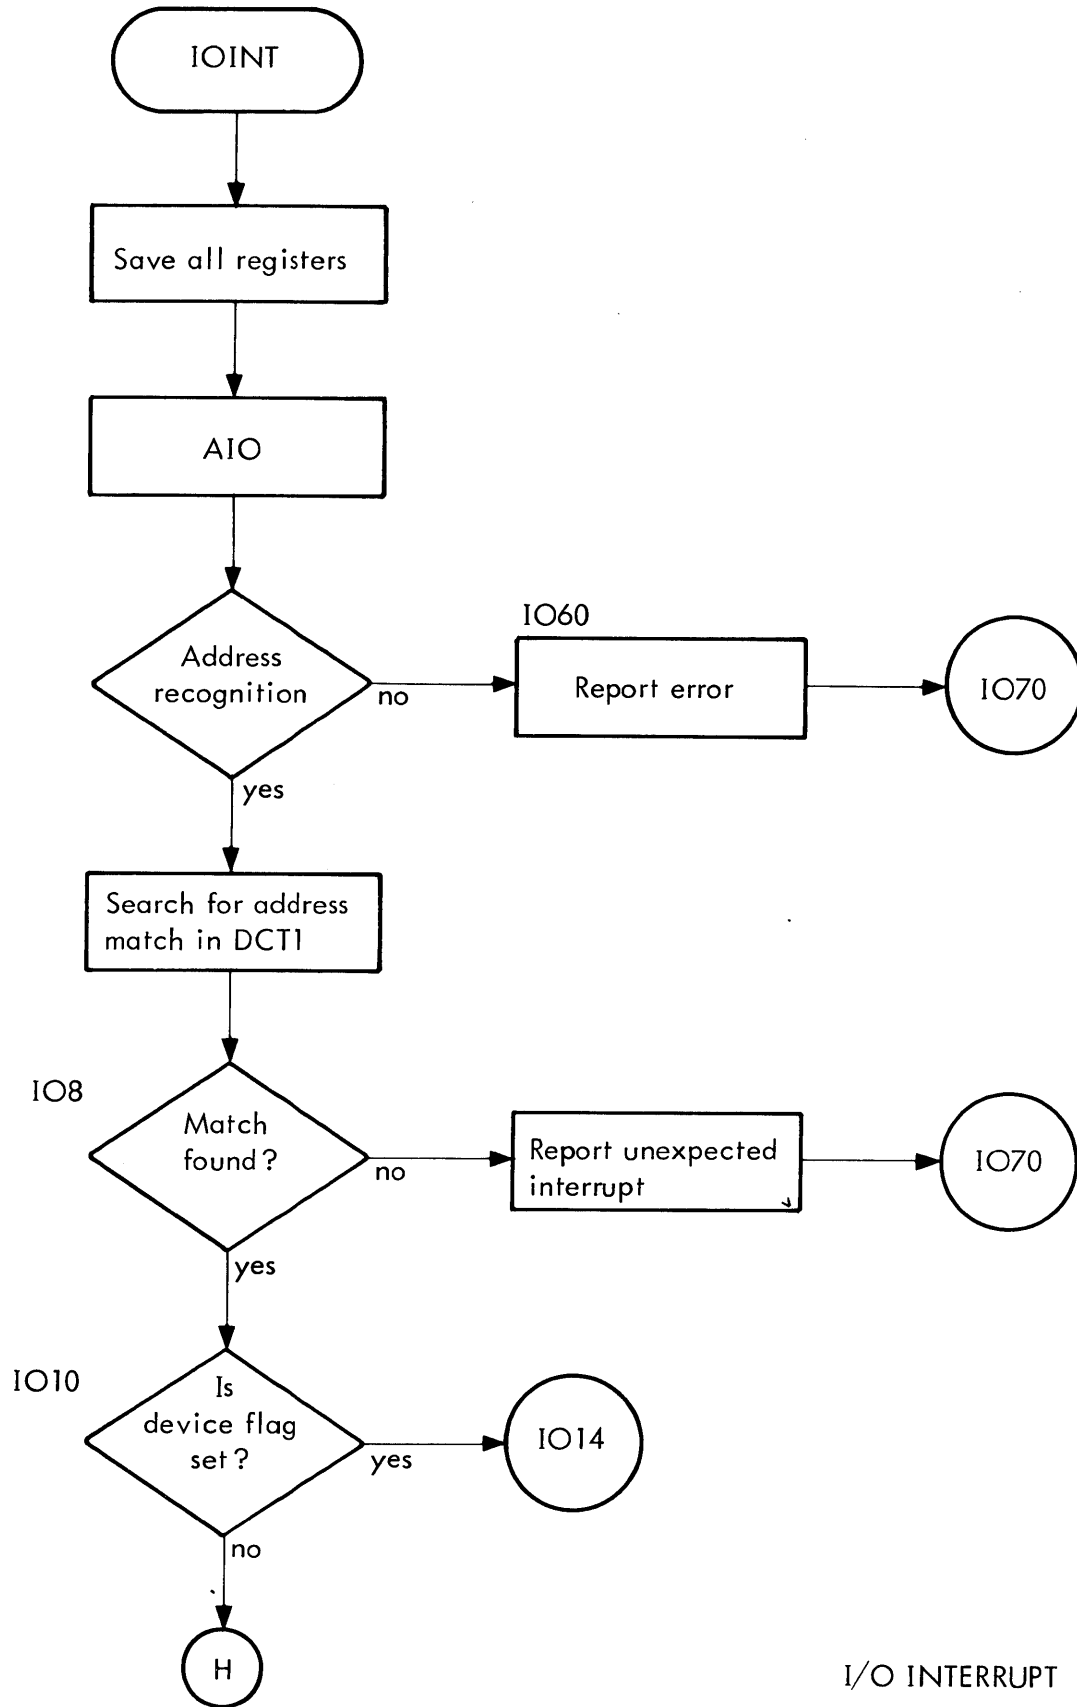 IOINT
Save all registers
AIO
Address
recognition
no
IO60
Report error
IO70
yes
Search for address
match in DCT1
IO8
Match
found?
no
Report unexpected
interrupt
IO70
yes
IO10
Is
device flag
set?
yes
IO14
no
H
I/O INTERRUPT